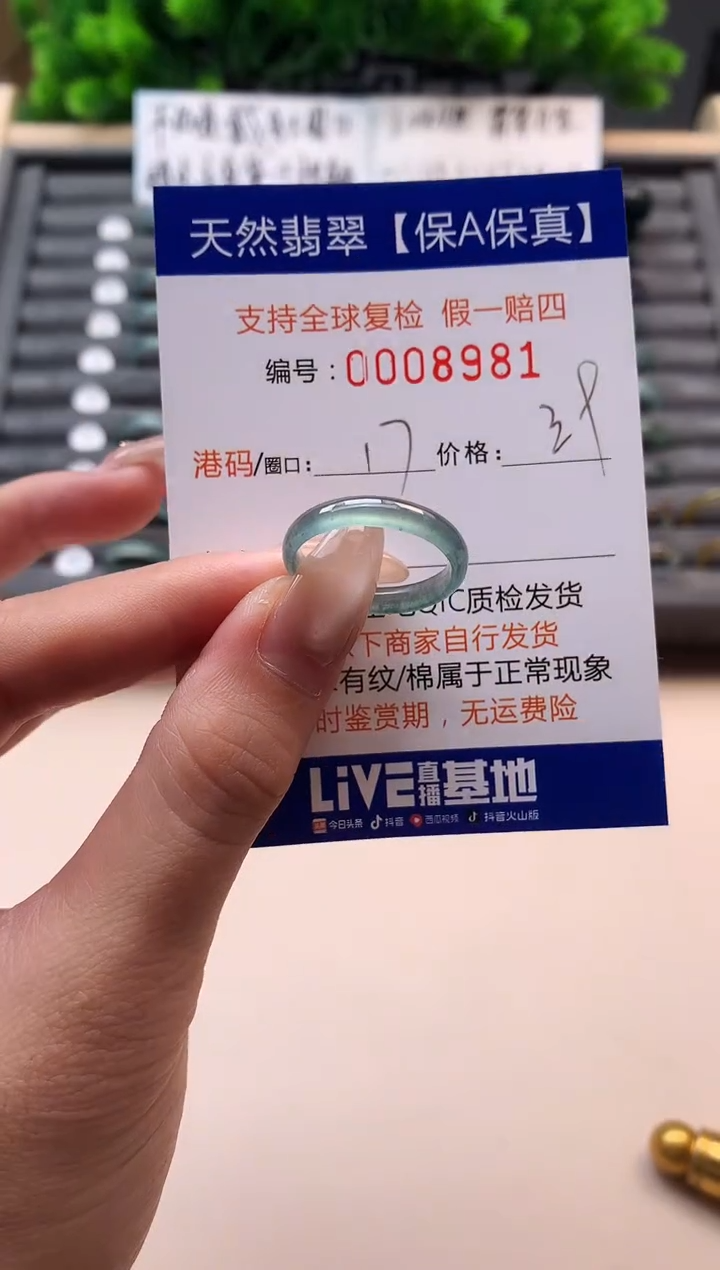 天然翡翠【保A保真】
支持全球复检 假一赔四
编号：0008981
港码/圈口： 17 价格：
QIC质检发货
下商家自行发货
有纹/棉属于正常现象
时鉴赏期，无运费险
LiVE直播基地
今日头条 抖音 西瓜视频 抖音火山版